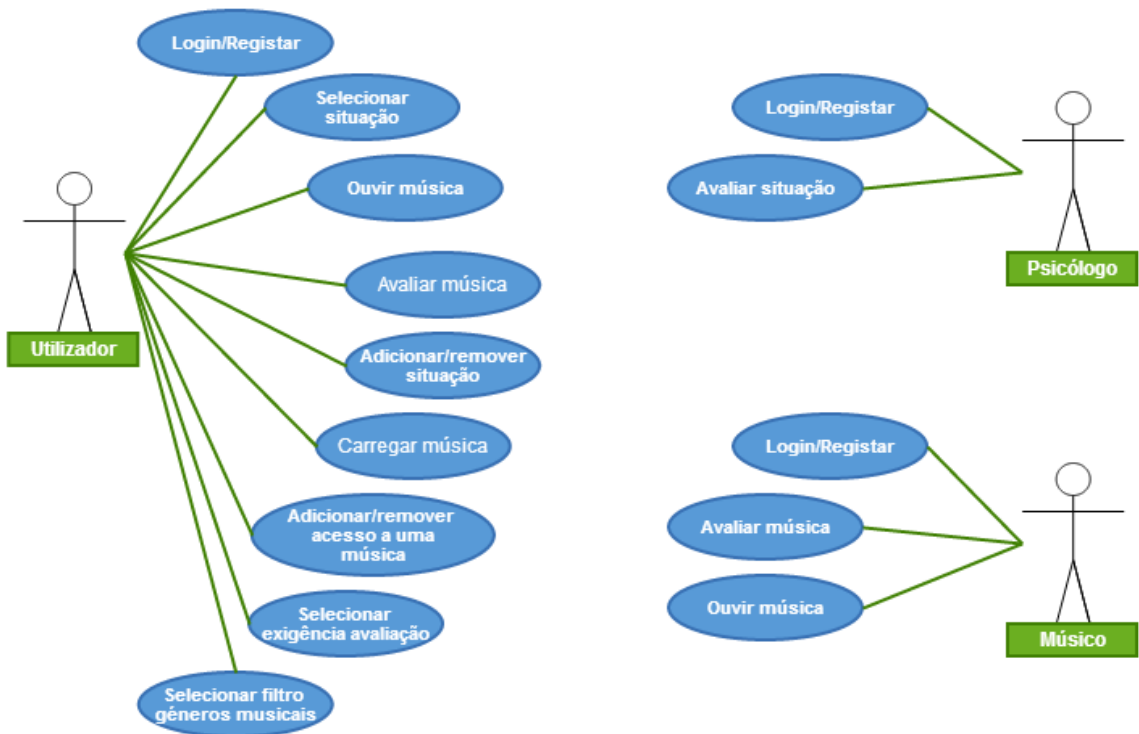 Login/Registar
Selecionar
situação
Ouvir música
Avaliar música
Adicionar/remover
situação
Carregar música
Adicionar/remover
acesso a uma
música
Selecionar
exigência avaliação
Selecionar filtro
géneros musicais
Utilizador
Login/Registar
Avaliar situação
Psicólogo
Login/Registar
Avaliar música
Ouvir música
Músico